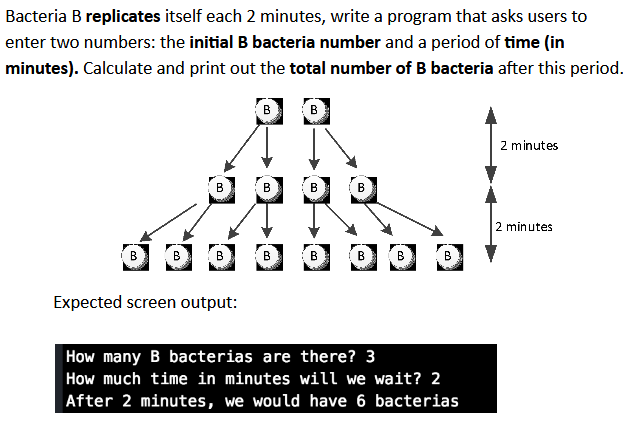 Bacteria B replicates itself each 2 minutes, write a program that asks users to
enter two numbers: the initial B bacteria number and a period of time (in
minutes). Calculate and print out the total number of B bacteria after this period.
B B
2 minutes
B B B B
2 minutes
B B B B B B B B
Expected screen output:
How many B bacterias are there? 3
How much time in minutes will we wait? 2
After 2 minutes, we would have 6 bacterias